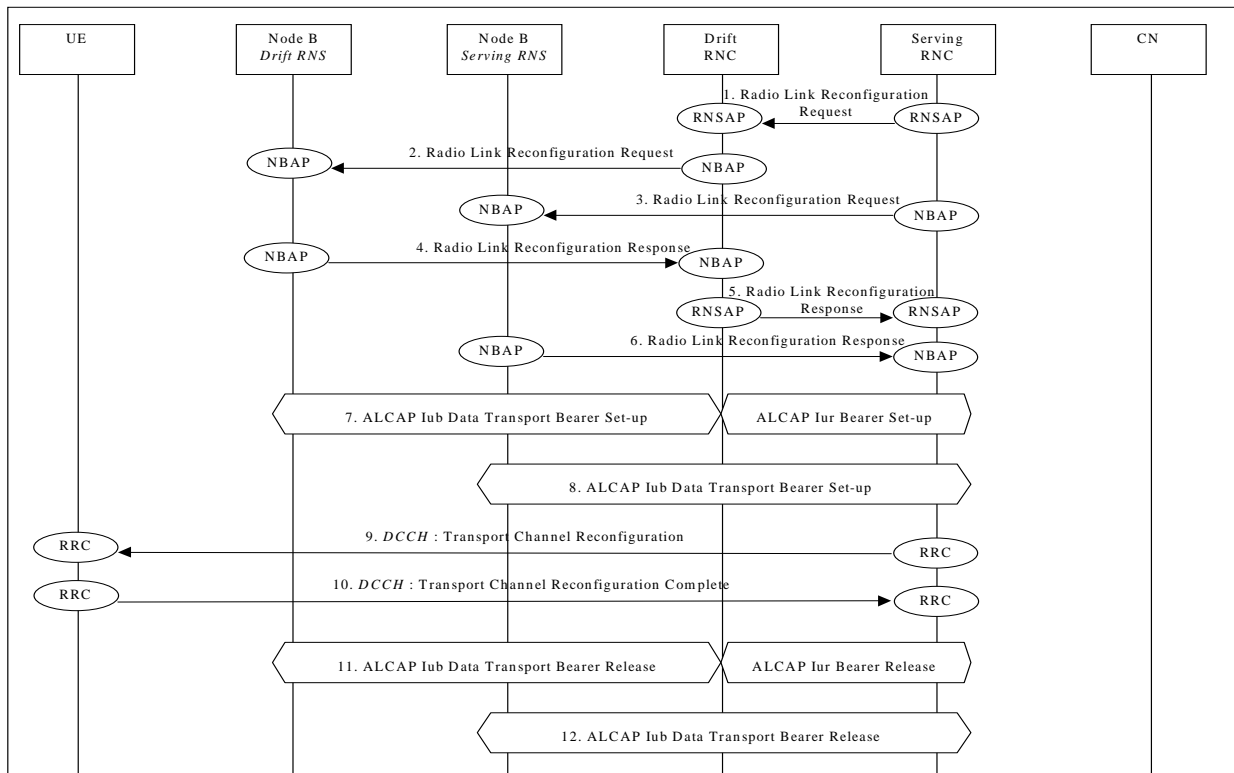 UE
Node B
Drift RNS
Node B
Serving RNS
Drift
RNC
Serving
RNC
CN
1. Radio Link Reconfiguration
Request
RNSAP
RNSAP
2. Radio Link Reconfiguration Request
NBAP
NBAP
3. Radio Link Reconfiguration Request
NBAP
NBAP
4. Radio Link Reconfiguration Response
NBAP
NBAP
5. Radio Link Reconfiguration
Response
RNSAP
RNSAP
6. Radio Link Reconfiguration Response
NBAP
NBAP
7. ALCAP Iub Data Transport Bearer Set-up
ALCAP Iur Bearer Set-up
8. ALCAP Iub Data Transport Bearer Set-up
9. DCCH : Transport Channel Reconfiguration
RRC
RRC
10. DCCH : Transport Channel Reconfiguration Complete
RRC
RRC
11. ALCAP Iub Data Transport Bearer Release
ALCAP Iur Bearer Release
12. ALCAP Iub Data Transport Bearer Release